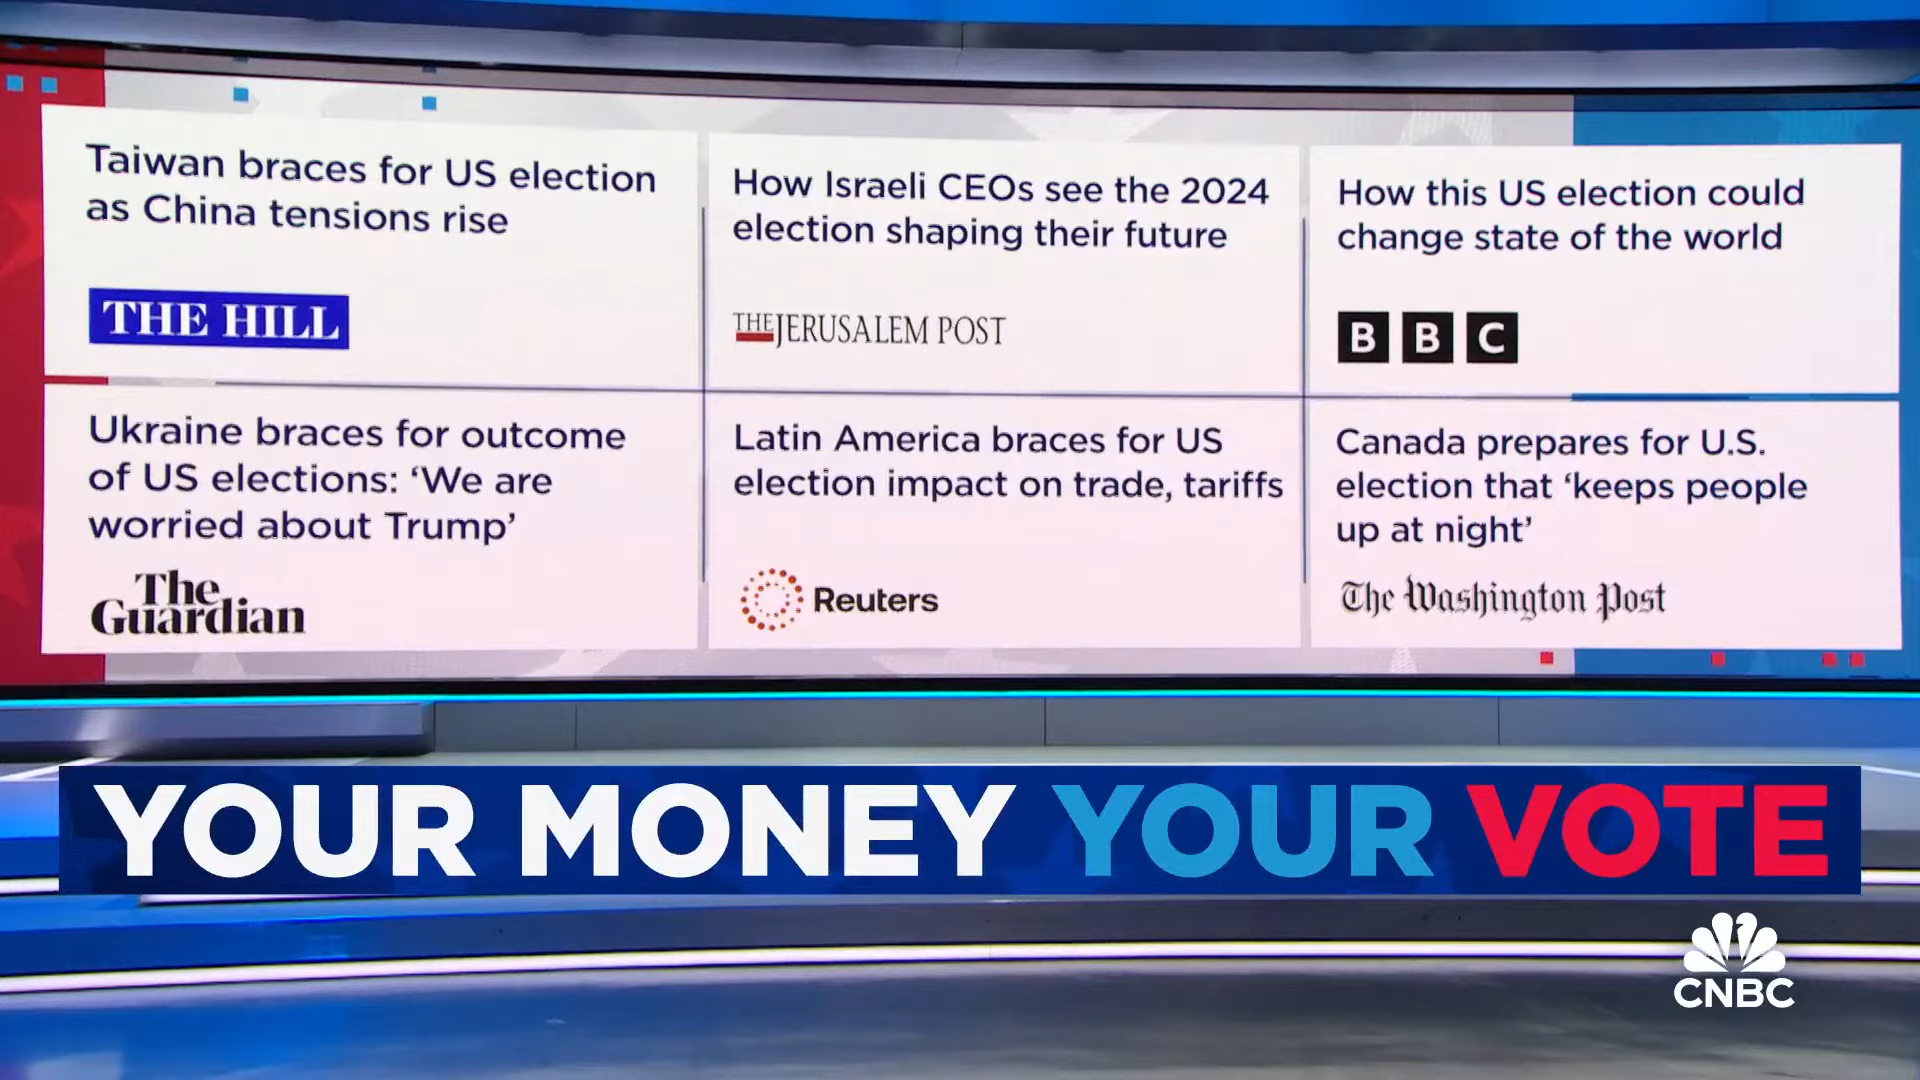 Taiwan braces for US election
as China tensions rise
THE HILL
How Israeli CEOs see the 2024
election shaping their future
THE JERUSALEM POST
How this US election could
change state of the world
BBC
Ukraine braces for outcome
of US elections: ‘We are
worried about Trump’
The
Guardian
Latin America braces for US
election impact on trade, tariffs
Reuters
Canada prepares for U.S.
election that ‘keeps people
up at night’
The Washington Post
YOUR MONEY YOUR VOTE
CNBC